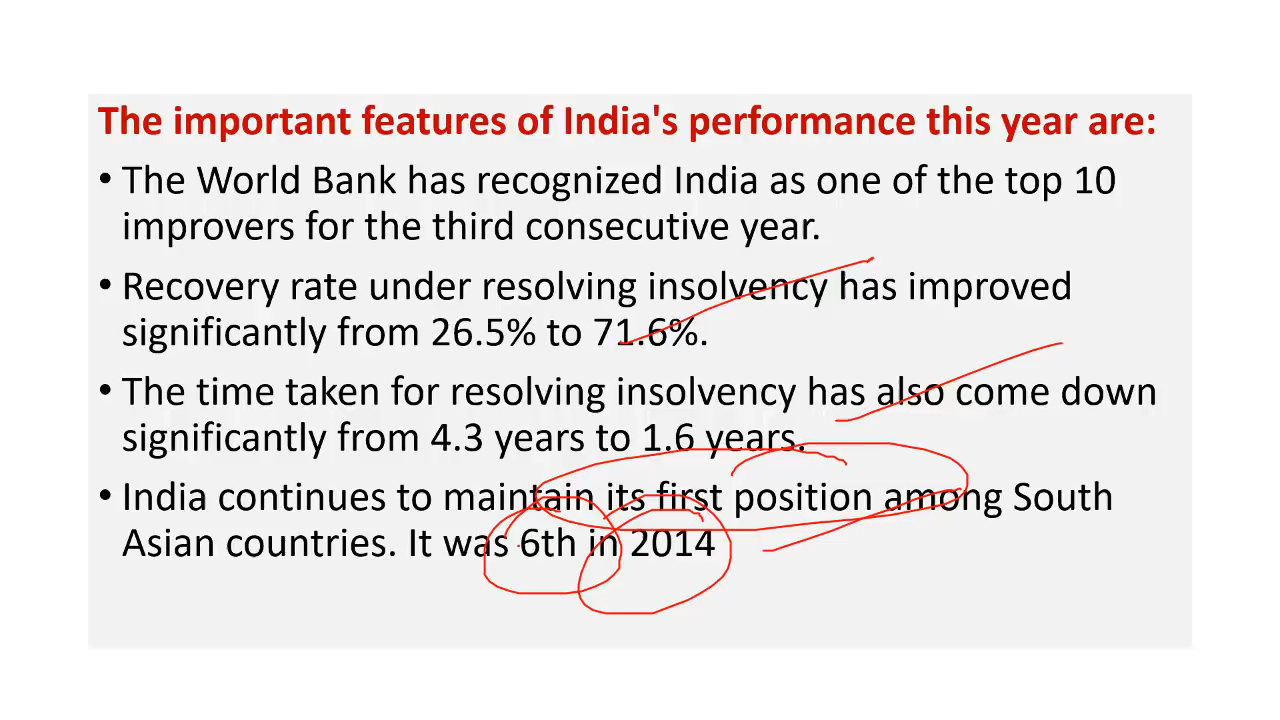 The important features of India's performance this year are:
• The World Bank has recognized India as one of the top 10
improvers for the third consecutive year.
• Recovery rate under resolving insolvency has improved
significantly from 26.5% to 71.6%.
• The time taken for resolving insolvency has also come down
significantly from 4.3 years to 1.6 years.
• India continues to maintain its first position among South
Asian countries. It was 6th in 2014